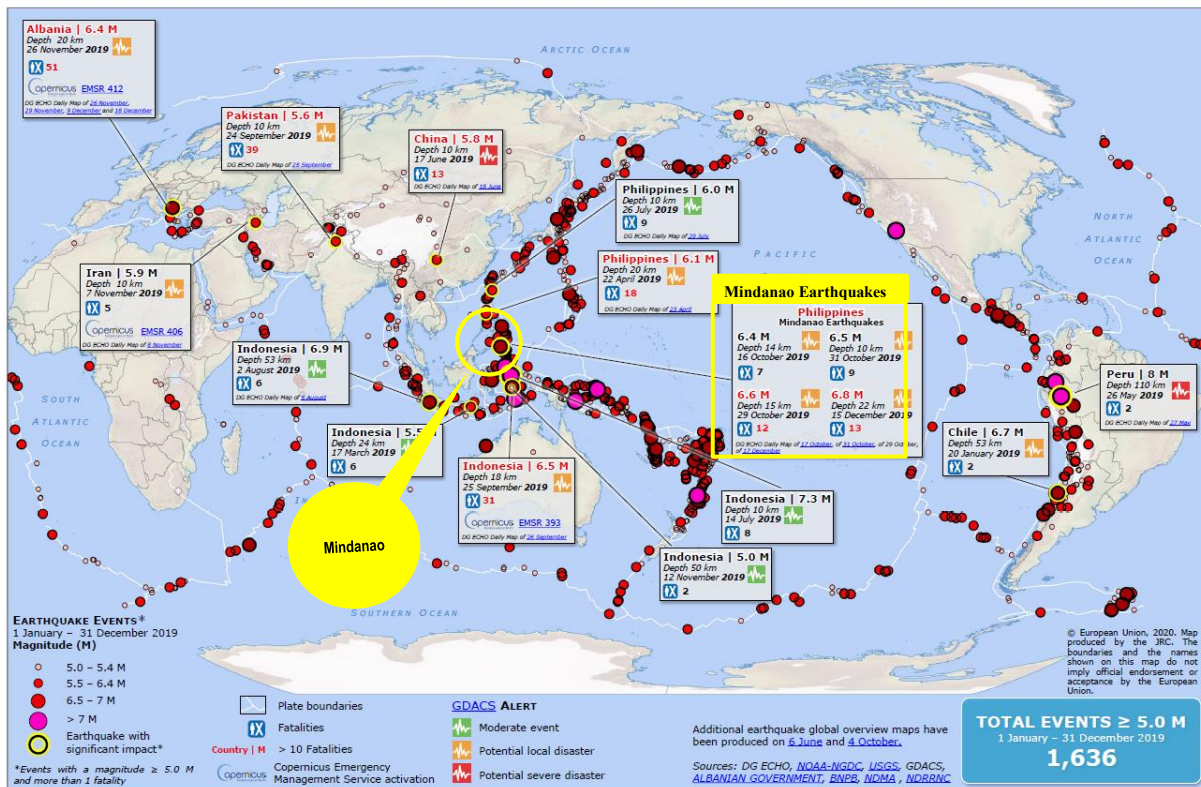 ARCTIC OCEAN
Albania | 6.4 M
Depth 20 km
26 November 2019
51
Copernicus EMSR 412
DG ECHO Daily Map of 26 November,
29 November, 9 December and 18 December
Pakistan | 5.6 M
Depth 10 km
24 September 2019
39
DG ECHO Daily Map of 25 September
China | 5.8 M
Depth 10 km
17 June 2019
13
DG ECHO Daily Map of 18 June
Philippines | 6.0 M
Depth 10 km
26 July 2019
9
DG ECHO Daily Map of 29 July
NORTH
ATLANTIC
OCEAN
PACIFIC
Iran | 5.9 M
Depth 10 km
7 November 2019
5
Copernicus EMSR 406
DG ECHO Daily Map of 8 November
Philippines | 6.1 M
Depth 20 km
22 April 2019
18
DG ECHO Daily Map of 23 April
Mindanao Earthquakes
Philippines
Mindanao Earthquakes
6.4 M
Depth 14 km
16 October 2019
7
6.5 M
Depth 10 km
31 October 2019
9
6.6 M
Depth 15 km
29 October 2019
12
6.8 M
Depth 22 km
15 December 2019
13
DG ECHO Daily Map of 17 October, of 31 October, of 29 October,
of 17 December
Indonesia | 6.9 M
Depth 53 km
2 August 2019
6
DG ECHO Daily Map of 5 August
Peru | 8 M
Depth 110 km
26 May 2019
2
DG ECHO Daily Map of 27 May
SOUTH
ATLANTIC
OCEAN
Indonesia | 5.5
Depth 24 km
17 March 2019
6
Chile | 6.7 M
Depth 53 km
20 January 2019
2
Indonesia | 6.5 M
Depth 18 km
25 September 2019
31
Copernicus EMSR 393
DG ECHO Daily Map of 26 September
Indonesia | 7.3 M
Depth 10 km
14 July 2019
8
Mindanao
Indonesia | 5.0 M
Depth 50 km
12 November 2019
2
SOUTHERN OCEAN
EARTHQUAKE EVENTS*
1 January – 31 December 2019
Magnitude (M)
5.0 – 5.4 M
5.5 – 6.4 M
6.5 – 7 M
> 7 M
Earthquake with
significant impact*
*Events with a magnitude ≥ 5.0 M
and more than 1 fatality
Plate boundaries
Fatalities
Country | M > 10 Fatalities
Copernicus Copernicus Emergency
Management Service activation
GDACS ALERT
Moderate event
Potential local disaster
Potential severe disaster
Additional earthquake global overview maps have
been produced on 6 June and 4 October.
Sources: DG ECHO, NOAA-NGDC, USGS, GDACS,
ALBANIAN GOVERNMENT, BNPB, NDMA , NDRRNC
© European Union, 2020. Map
produced by the JRC. The
boundaries and the names
shown on this map do not
imply official endorsement or
acceptance by the European
Union.
TOTAL EVENTS ≥ 5.0 M
1 January – 31 December 2019
1,636